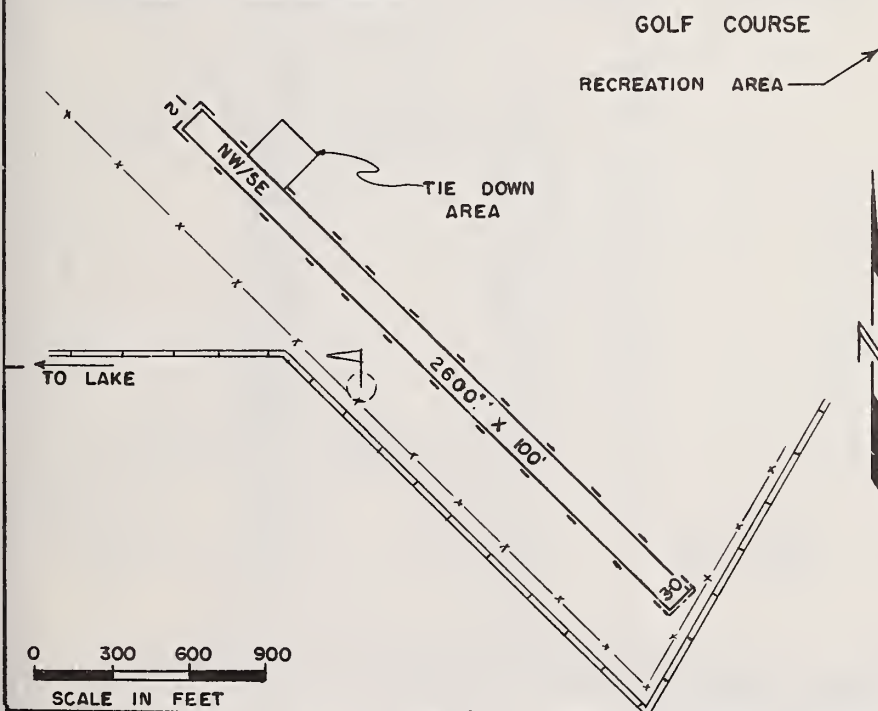 GOLF COURSE
RECREATION AREA
12
NW/SE
TIE DOWN
AREA
2600' X 100'
TO LAKE
30
0 300 600 900
SCALE IN FEET